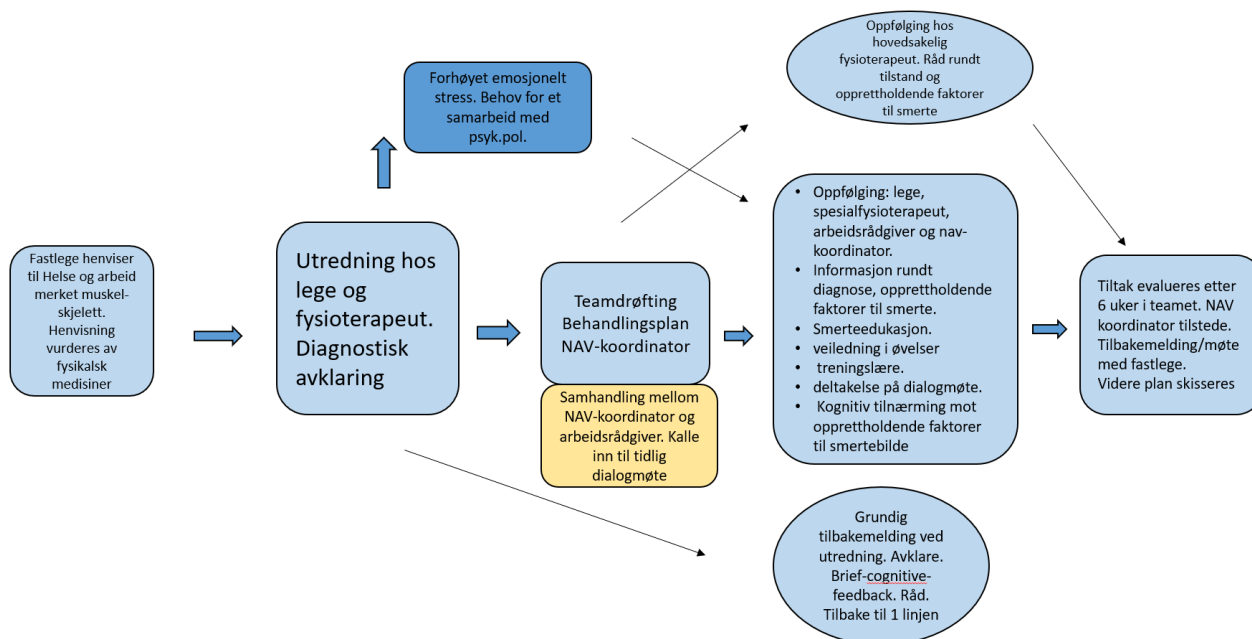 Fastlege henviser
til Helse og arbeid
merket muskel-
skjelett.
Henvisning
vurderes av
fysikalsk
medisiner
Utredning hos
lege og
fysioterapeut.
Diagnostisk
avklaring
Forhøyet emosjonelt
stress. Behov for et
samarbeid med
psyk.pol.
Teamdrøfting
Behandlingsplan
NAV-koordinator
Samhandling mellom
NAV-koordinator og
arbeidsrådgiver. Kalle
inn til tidlig
dialogmøte
Oppfølging hos
hovedsakelig
fysioterapeut. Råd rundt
tilstand og
opprettholdende faktorer
til smerte
• Oppfølging: lege,
spesialfysioterapeut,
arbeidsrådgiver og nav-
koordinator.
• Informasjon rundt
diagnose, opprettholdende
faktorer til smerte.
• Smerteedukasjon.
• veiledning i øvelser
• treningslære.
• deltakelse på dialogmøte.
• Kognitiv tilnærming mot
opprettholdende faktorer
til smertebilde
Grundig
tilbakemelding ved
utredning. Avklare.
Brief-cognitive-
feedback. Råd.
Tilbake til 1 linjen
Tiltak evalueres etter
6 uker i teamet. NAV
koordinator tilstede.
Tilbakemelding/møte
med fastlege.
Videre plan skisseres